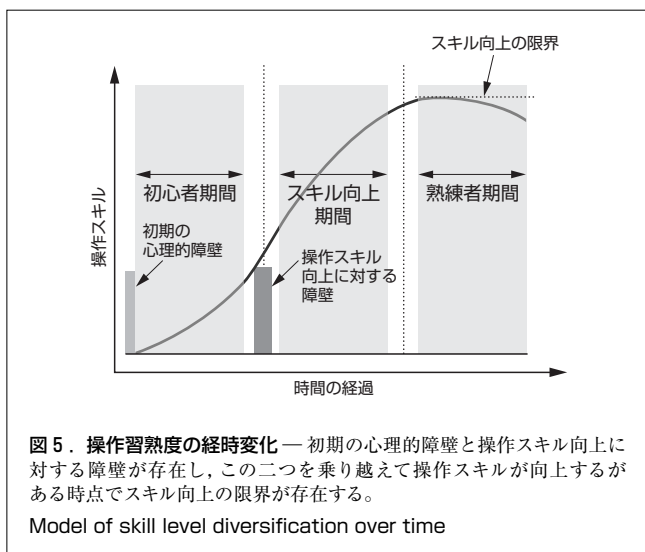 スキル向上の限界
初心者期間
スキル向上
期間
熟練者期間
初期の
心理的障壁
操作スキル
向上に対する
障壁
操作スキル
時間の経過
図5．操作習熟度の経時変化 — 初期の心理的障壁と操作スキル向上に
対する障壁が存在し，この二つを乗り越えて操作スキルが向上するが
ある時点でスキル向上の限界が存在する。
Model of skill level diversification over time